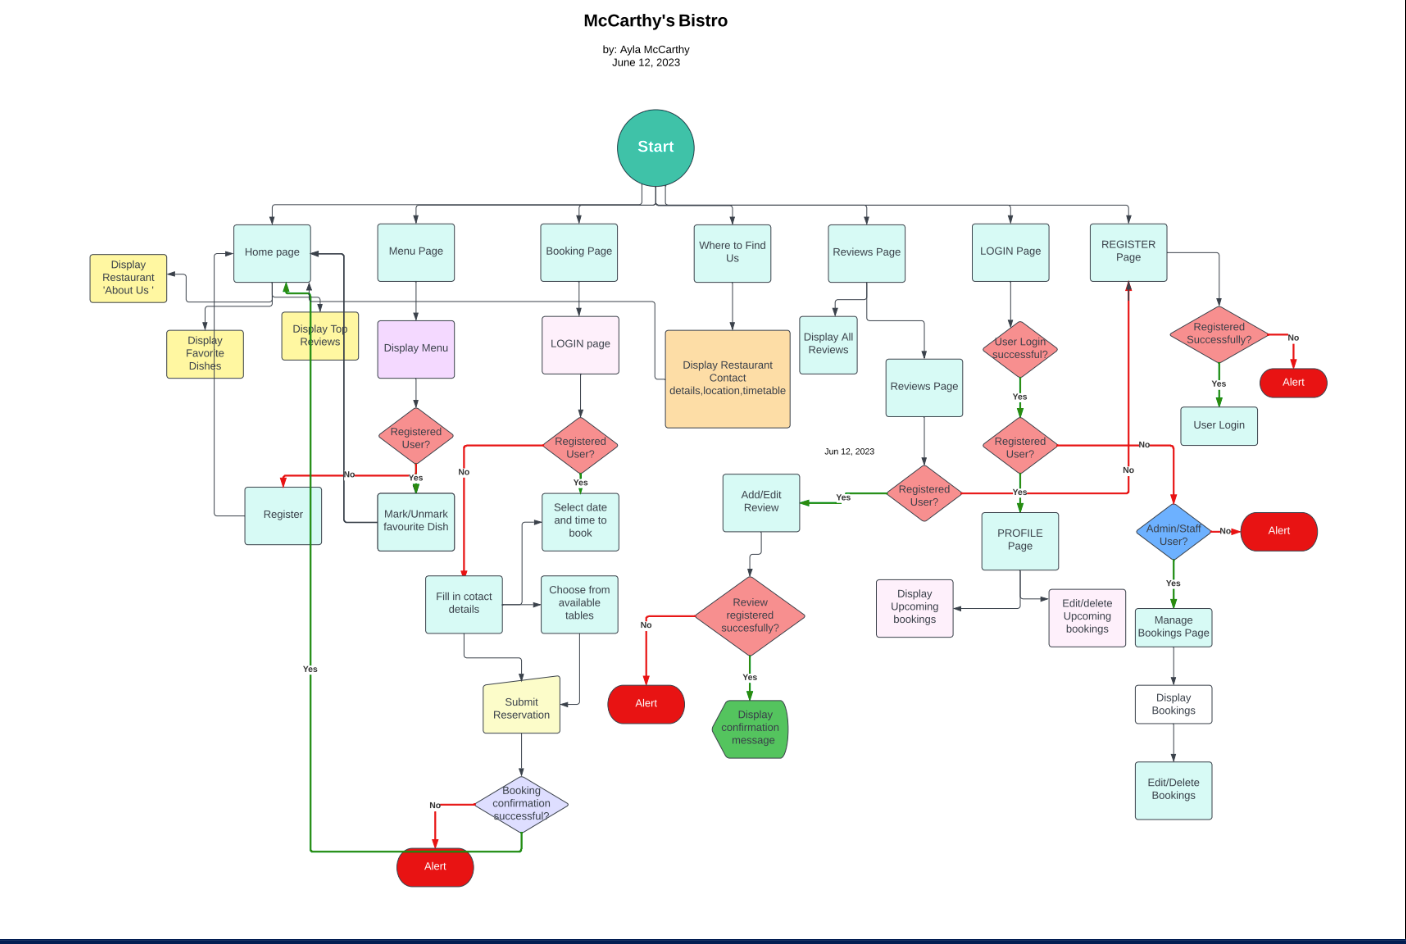 McCarthy's Bistro
by: Ayla McCarthy
June 12, 2023
Start
Home page
Menu Page
Booking Page
Where to Find
Us
Reviews Page
LOGIN Page
REGISTER
Page
Display
Restaurant
'About Us '
Display
Favorite
Dishes
Display Top
Reviews
Display Menu
LOGIN page
Display Restaurant
Contact
details,location,timetable
Display All
Reviews
Reviews Page
User Login
successful?
Registered
Successfully?
No
Alert
Yes
User Login
Yes
Registered
User?
No
Yes
Registered
User?
No
Yes
Registered
User?
No
Yes
Jun 12, 2023
Registered
User?
Yes
No
Register
Mark/Unmark
favourite Dish
Select date
and time to
book
Add/Edit
Review
PROFILE
Page
Admin/Staff
User?
No
Alert
Yes
Fill in cotact
details
Choose from
available
tables
Review
registered
succesfully?
No
Yes
Display
Upcoming
bookings
Edit/delete
Upcoming
bookings
Manage
Bookings Page
Yes
Submit
Reservation
Alert
Display
confirmation
message
Display
Bookings
Edit/Delete
Bookings
Booking
confirmation
successful?
No
Alert